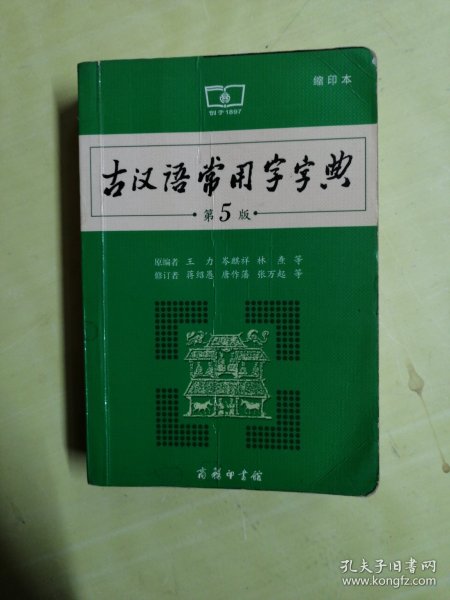 缩印本
创于1897
古汉语常用字字典
·第5版·
原编者 王力 岑麒祥 林焘 等
修订者 蒋绍愚 唐作藩 张万起 等
商务印书馆
孔夫子旧书网
www.kongfz.com